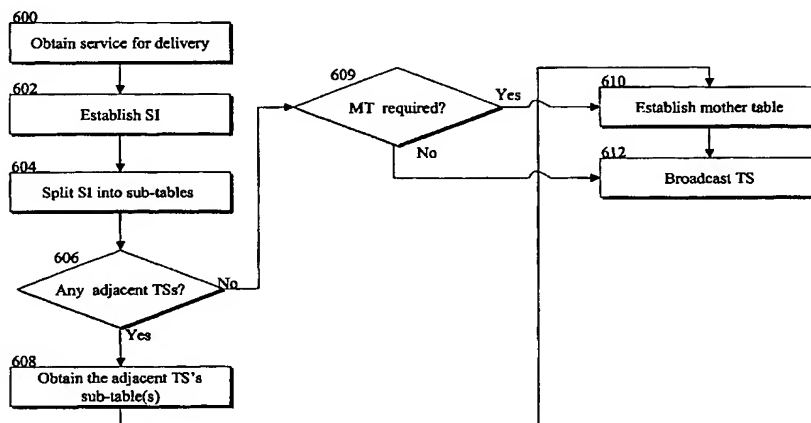 600
Obtain service for delivery
602
Establish SI
604
Split SI into sub-tables
606
Any adjacent TSs?
No
Yes
608
Obtain the adjacent TS's
sub-table(s)
609
MT required?
Yes
No
610
Establish mother table
612
Broadcast TS